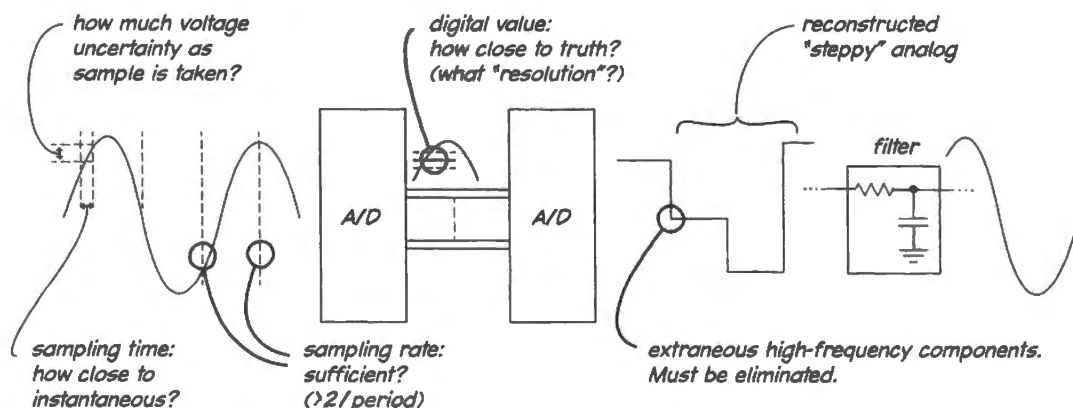 how much voltage
uncertainty as
sample is taken?
digital value:
how close to truth?
(what "resolution"?)
reconstructed
"steppy" analog
filter
A/D
A/D
sampling time:
how close to
instantaneous?
sampling rate:
sufficient?
(>2/period)
extraneous high-frequency components.
Must be eliminated.